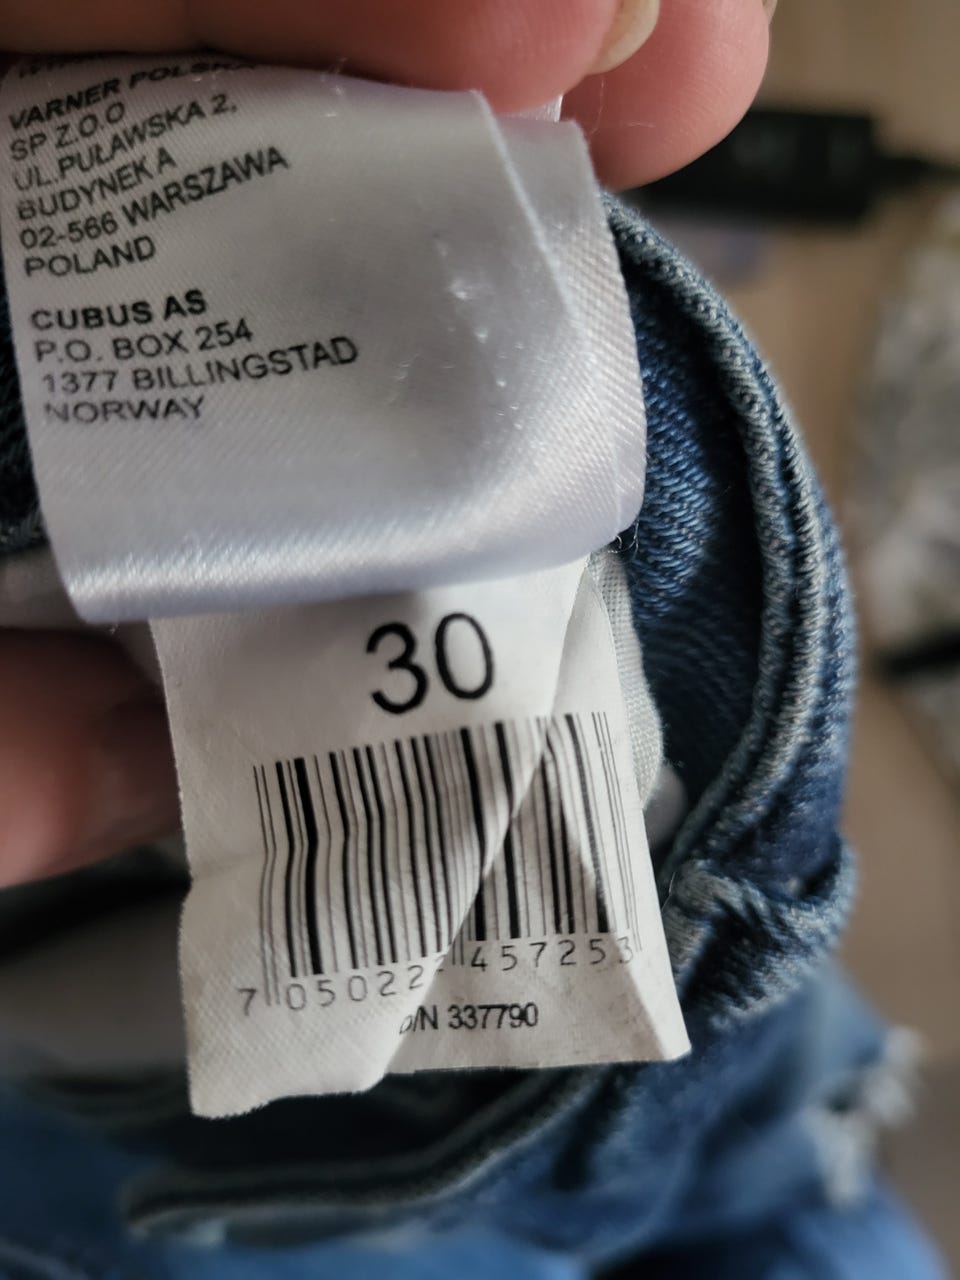 VARNER POLSKA
SP Z.O.O
UL.PUŁAWSKA 2,
BUDYNEK A
02-566 WARSZAWA
POLAND
CUBUS AS
P.O. BOX 254
1377 BILLINGSTAD
NORWAY
30
7 050222 457253
337790